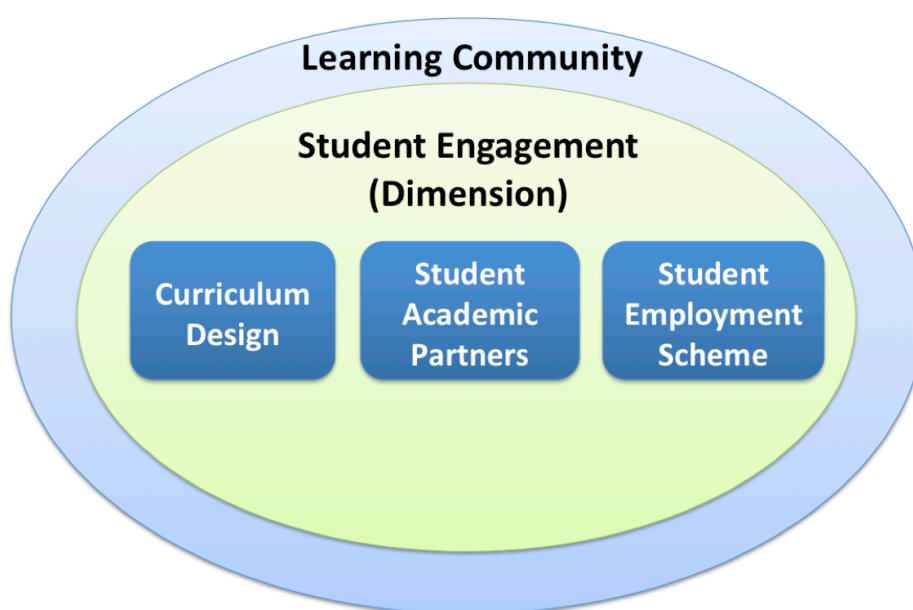 Learning Community
Student Engagement
(Dimension)
Curriculum
Design
Student
Academic
Partners
Student
Employment
Scheme